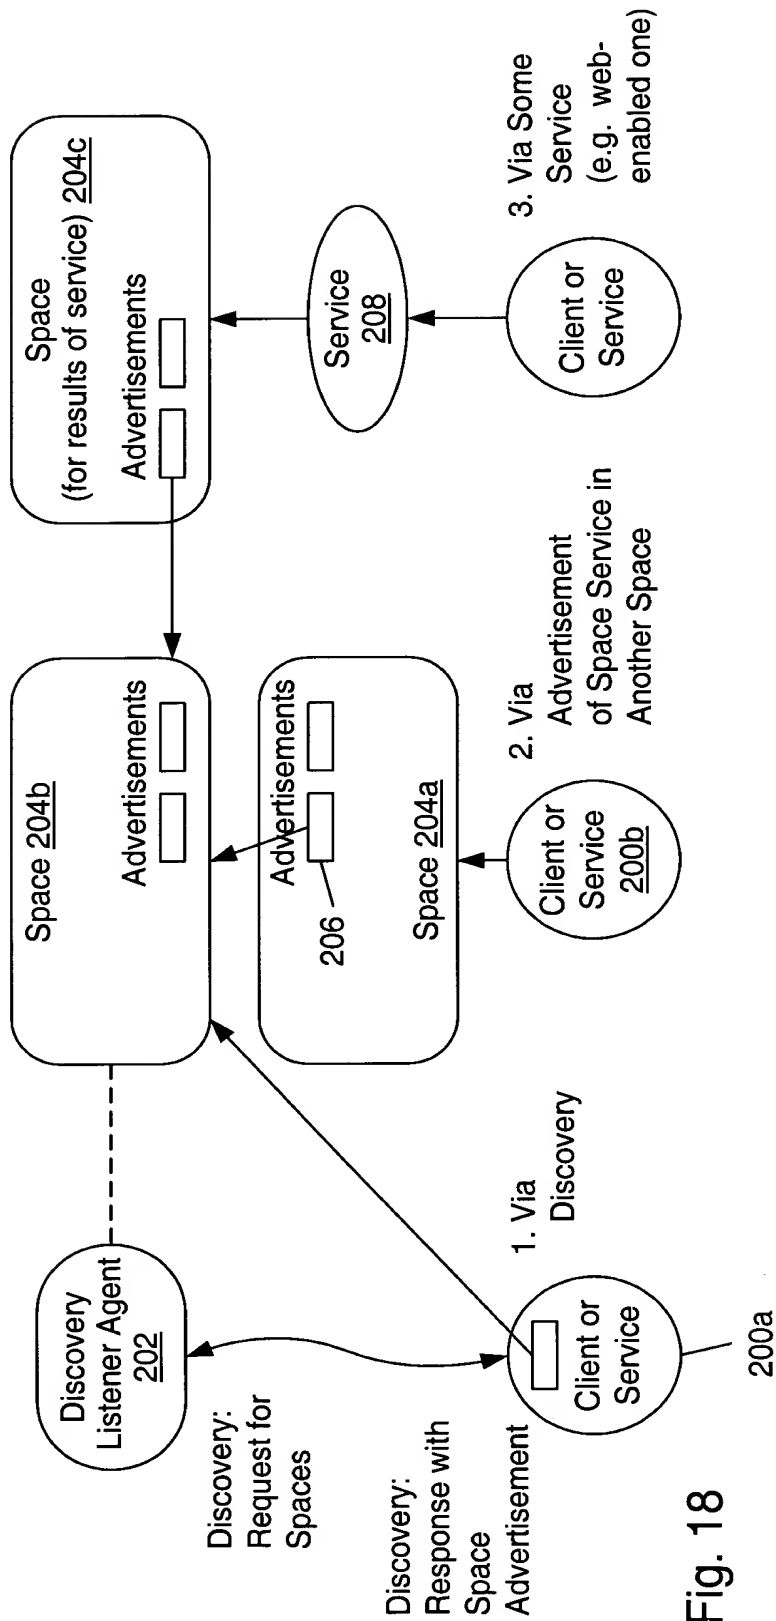 Discovery
Listener Agent
202
Discovery:
Request for
Spaces
Discovery:
Response with
Space
Advertisement
Client or
Service
200a
1. Via
Discovery
Space 204b
Advertisements
Advertisements
206
Space 204a
Client or
Service
200b
2. Via
Advertisement
of Space Service in
Another Space
Space
(for results of service) 204c
Advertisements
Service
208
Client or
Service
3. Via Some
Service
(e.g. web-
enabled one)
Fig. 18